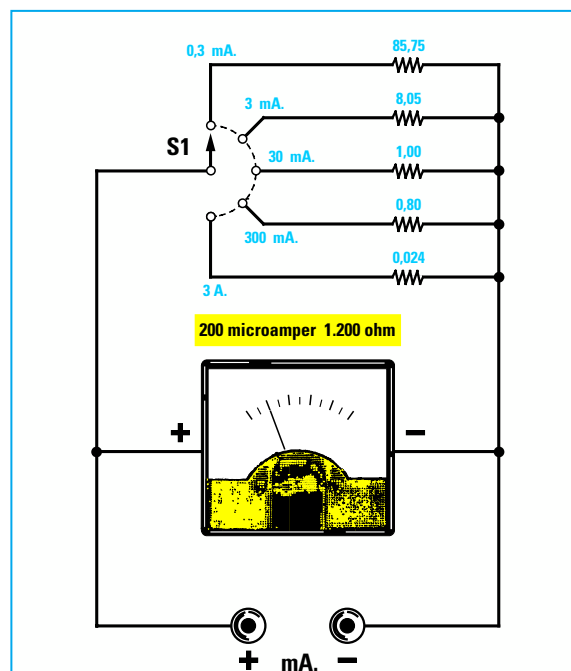 0,3 mA.
85,75
3 mA.
8,05
S1
30 mA.
1,00
0,80
300 mA.
0,024
3 A.
200 microamper 1.200 ohm
+ −
+ mA. −